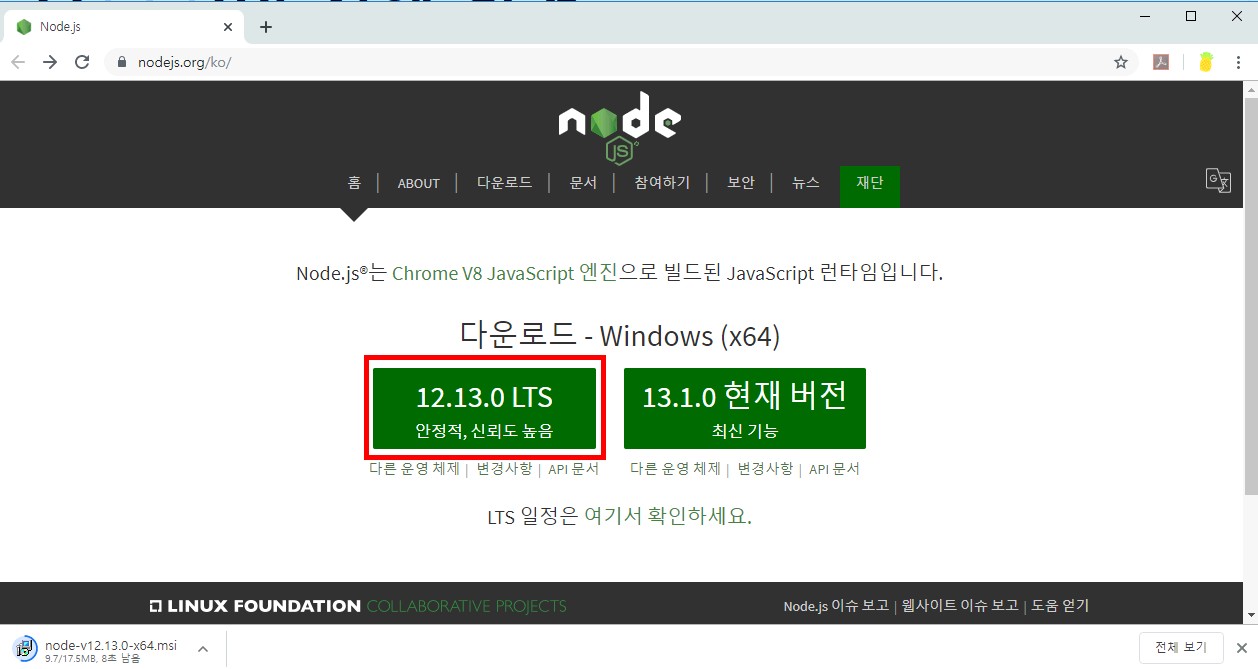 Node.js
nodejs.org/ko/
node
JS
홈 | ABOUT | 다운로드 | 문서 | 참여하기 | 보안 | 뉴스 재단
Node.js®는 Chrome V8 JavaScript 엔진으로 빌드된 JavaScript 런타임입니다.
다운로드 - Windows (x64)
12.13.0 LTS
안정적, 신뢰도 높음
다른 운영 체제 | 변경사항 | API 문서
13.1.0 현재 버전
최신 기능
다른 운영 체제 | 변경사항 | API 문서
LTS 일정은 여기서 확인하세요.
LINUX FOUNDATION COLLABORATIVE PROJECTS
Node.js 이슈 보고 | 웹사이트 이슈 보고 | 도움 얻기
node-v12.13.0-x64.msi
9.7/17.5MB, 8초 남음
전체 보기